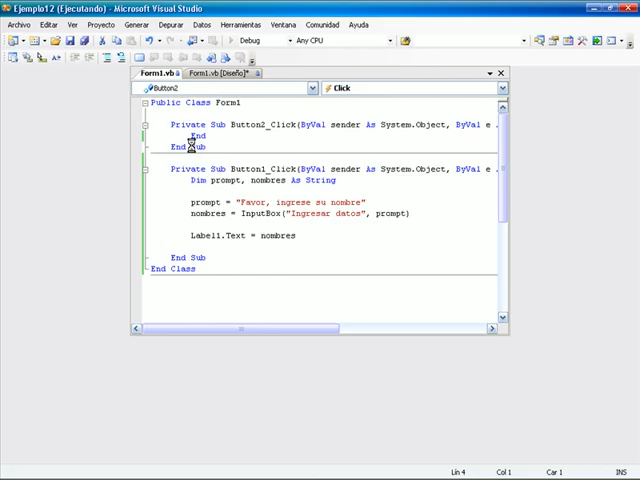 Ejemplo12 (Ejecutando) - Microsoft Visual Studio
Archivo Editar Ver Proyecto Generar Depurar Datos Herramientas Ventana Comunidad Ayuda
Debug Any CPU
Form1.vb Form1.vb [Diseño]*
Button2 Click
Public Class Form1
Private Sub Button2_Click(ByVal sender As System.Object, ByVal e
End
End Sub
Private Sub Button1_Click(ByVal sender As System.Object, ByVal e
Dim prompt, nombres As String
prompt = "Favor, ingrese su nombre"
nombres = InputBox("Ingresar datos", prompt)
Label1.Text = nombres
End Sub
End Class
Lín 4 Col 1 Car 1 INS